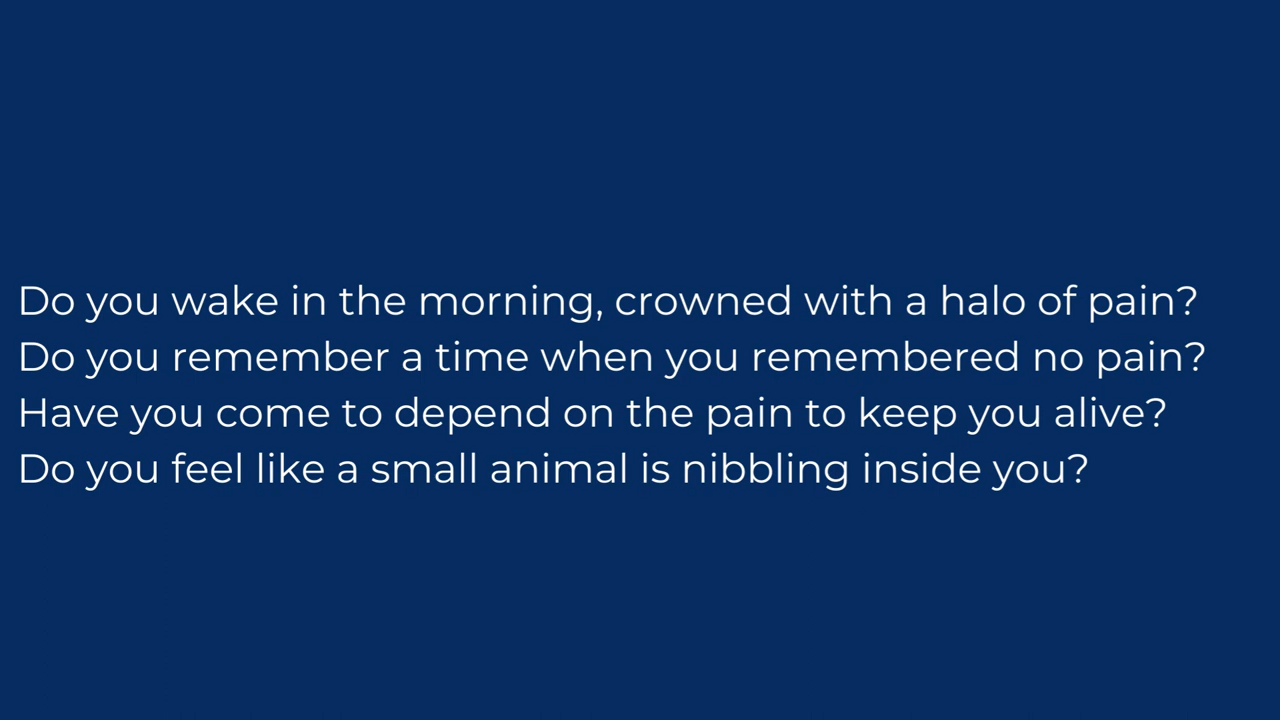 Do you wake in the morning, crowned with a halo of pain?
Do you remember a time when you remembered no pain?
Have you come to depend on the pain to keep you alive?
Do you feel like a small animal is nibbling inside you?